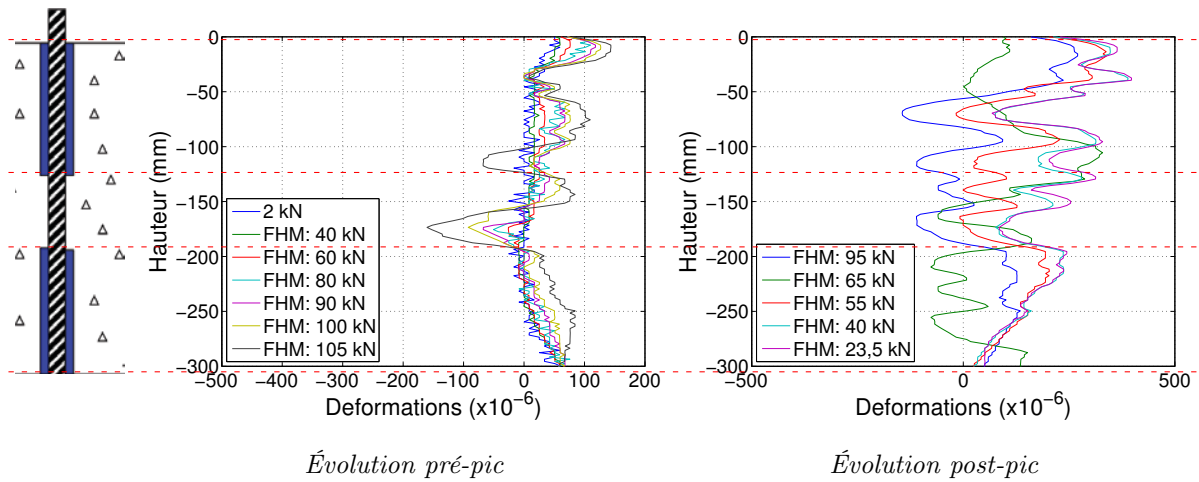 0
−50
−100
−150
−200
−250
−300
Hauteur (mm)
2 kN
FHM: 40 kN
FHM: 60 kN
FHM: 80 kN
FHM: 90 kN
FHM: 100 kN
FHM: 105 kN
−500 −400 −300 −200 −100 0 100 200
Deformations (x10⁻⁶)
Évolution pré-pic
0
−50
−100
−150
−200
−250
−300
Hauteur (mm)
FHM: 95 kN
FHM: 65 kN
FHM: 55 kN
FHM: 40 kN
FHM: 23,5 kN
−500 0 500
Deformations (x10⁻⁶)
Évolution post-pic